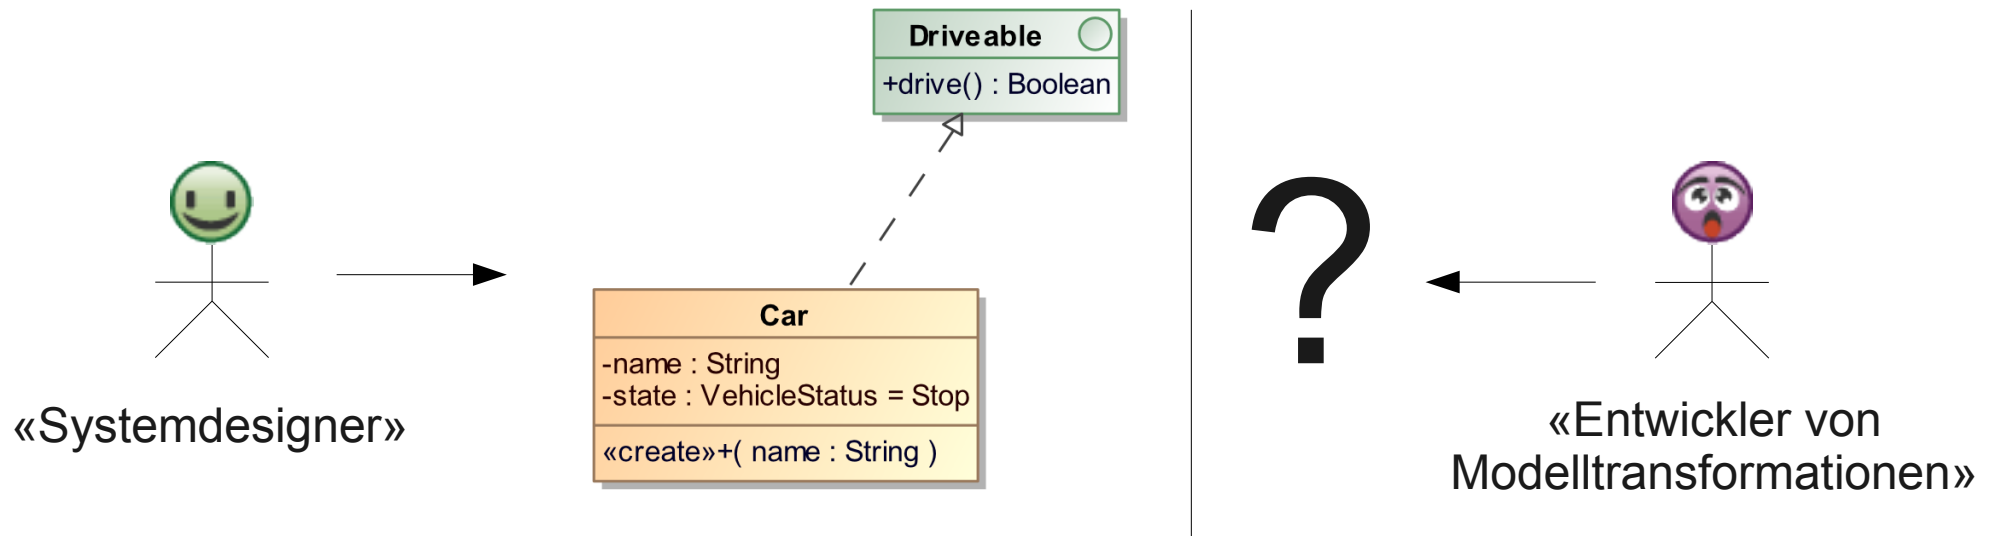 Driveable
+drive() : Boolean
Car
-name : String
-state : VehicleStatus = Stop
«create»+( name : String )
«Systemdesigner»
?
«Entwickler von
Modelltransformationen»